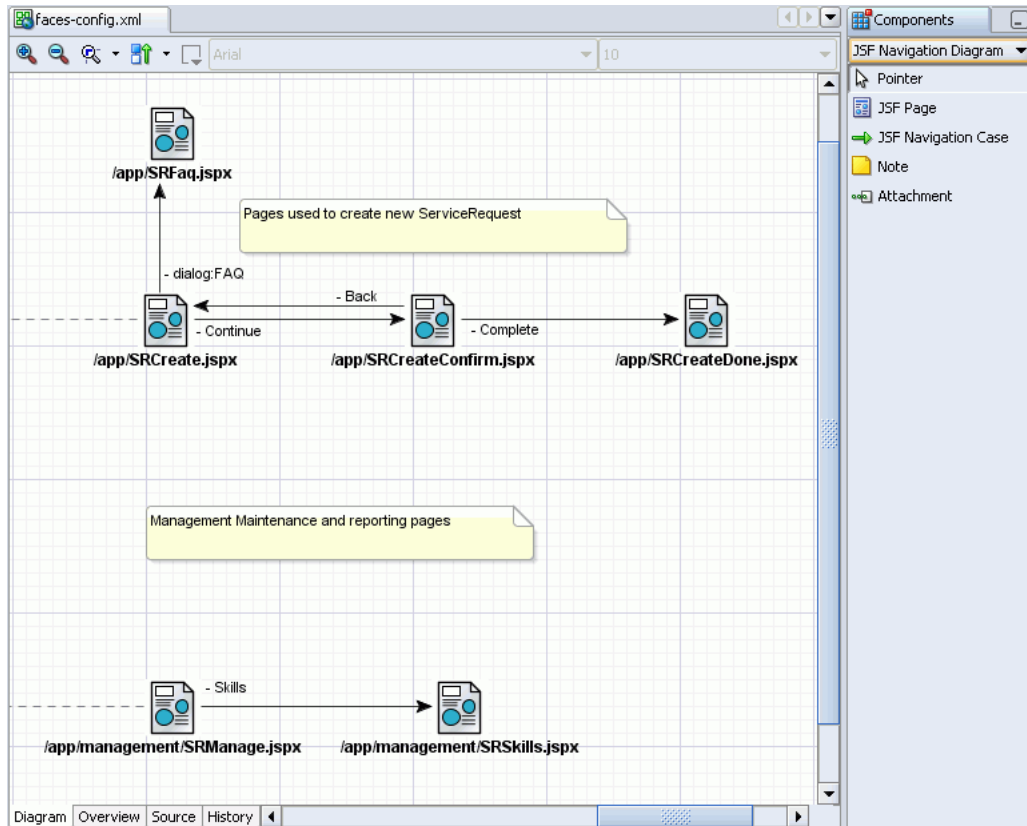 faces-config.xml
Components
Arial
10
JSF Navigation Diagram
Pointer
JSF Page
JSF Navigation Case
Note
Attachment
/app/SRFaq.jspx
Pages used to create new ServiceRequest
- dialog:FAQ
- Back
- Continue
- Complete
/app/SRCreate.jspx
/app/SRCreateConfirm.jspx
/app/SRCreateDone.jspx
Management Maintenance and reporting pages
- Skills
/app/management/SRManage.jspx
/app/management/SRSkills.jspx
Diagram
Overview
Source
History